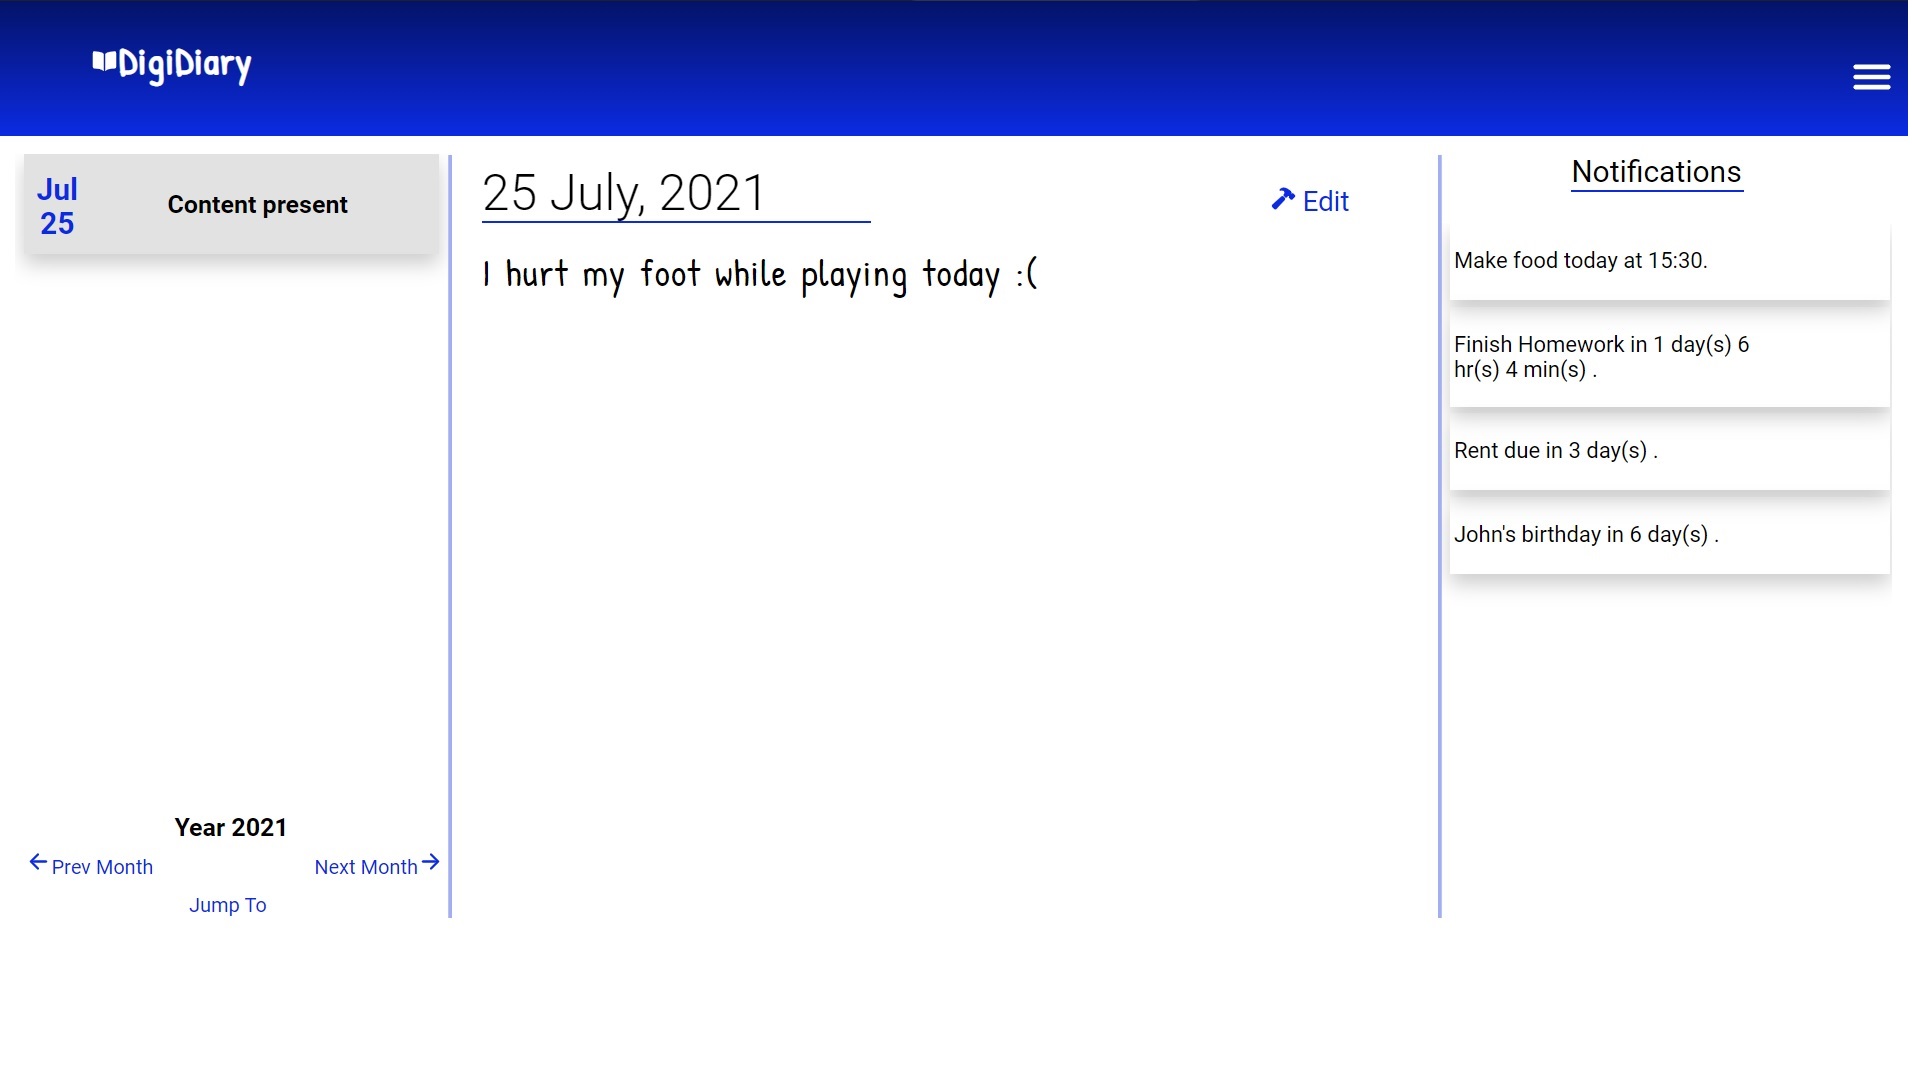 DigiDiary
Jul
25
Content present
Year 2021
Prev Month
Next Month
Jump To
25 July, 2021
Edit
I hurt my foot while playing today :(
Notifications
Make food today at 15:30.
Finish Homework in 1 day(s) 6
hr(s) 4 min(s) .
Rent due in 3 day(s) .
John's birthday in 6 day(s) .